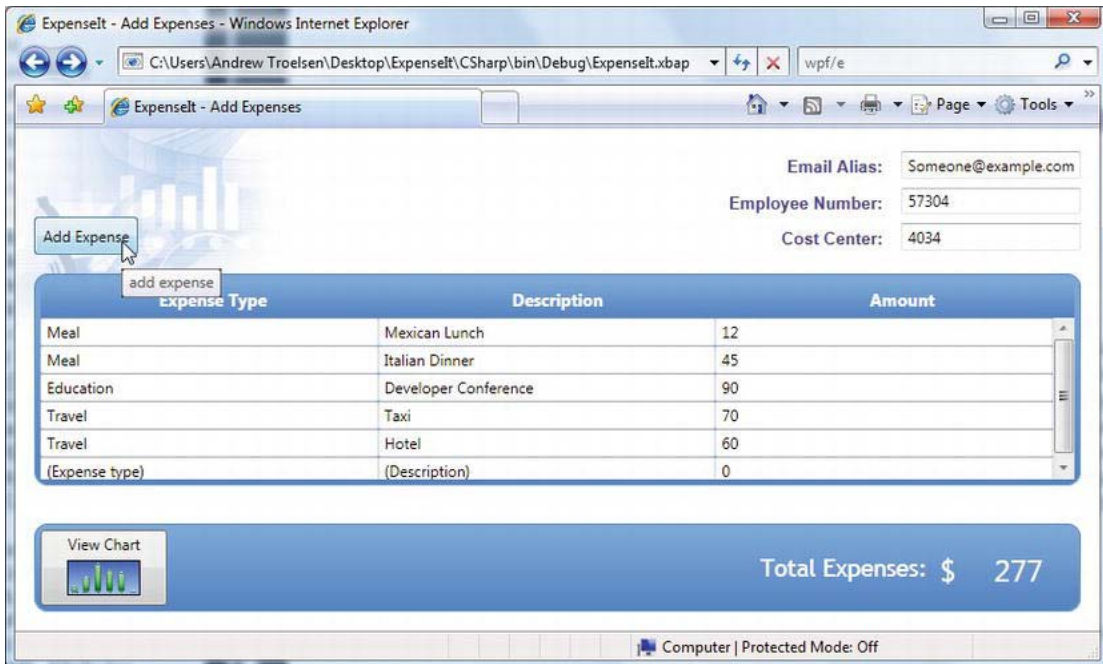 ExpenseIt - Add Expenses - Windows Internet Explorer
C:\Users\Andrew Troelsen\Desktop\ExpenseIt\CSharp\bin\Debug\ExpenseIt.xbap
wpf/e
ExpenseIt - Add Expenses
Page
Tools
Email Alias: Someone@example.com
Employee Number: 57304
Cost Center: 4034
Add Expense
add expense
Expense Type Description Amount
Meal Mexican Lunch 12
Meal Italian Dinner 45
Education Developer Conference 90
Travel Taxi 70
Travel Hotel 60
(Expense type) (Description) 0
View Chart
Total Expenses: $ 277
Computer | Protected Mode: Off